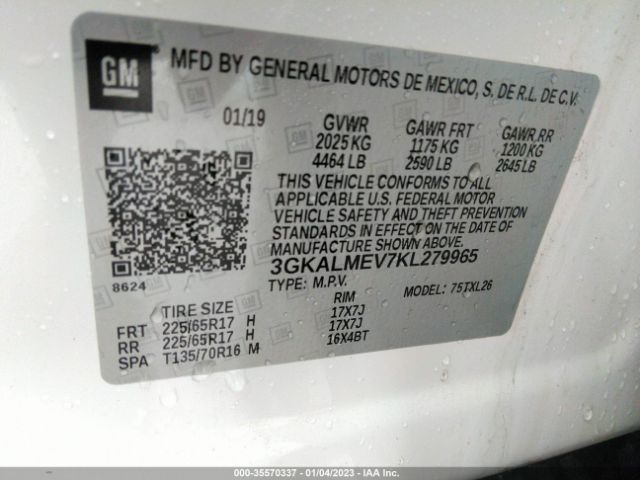 GM
MFD BY GENERAL MOTORS DE MEXICO, S. DE R.L. DE C.V.
01/19 GVWR GAWR FRT GAWR RR
2025 KG 1175 KG 1200 KG
4464 LB 2590 LB 2645 LB
THIS VEHICLE CONFORMS TO ALL
APPLICABLE U.S. FEDERAL MOTOR
VEHICLE SAFETY AND THEFT PREVENTION
STANDARDS IN EFFECT ON THE DATE OF
MANUFACTURE SHOWN ABOVE.
8624 3GKALMEV7KL279965
TYPE: M.P.V. MODEL: 75TXL26
TIRE SIZE RIM
FRT 225/65R17 H 17X7J
RR 225/65R17 H 17X7J
SPA T135/70R16 M 16X4BT
000-35570337 - 01/04/2023 - IAA Inc.